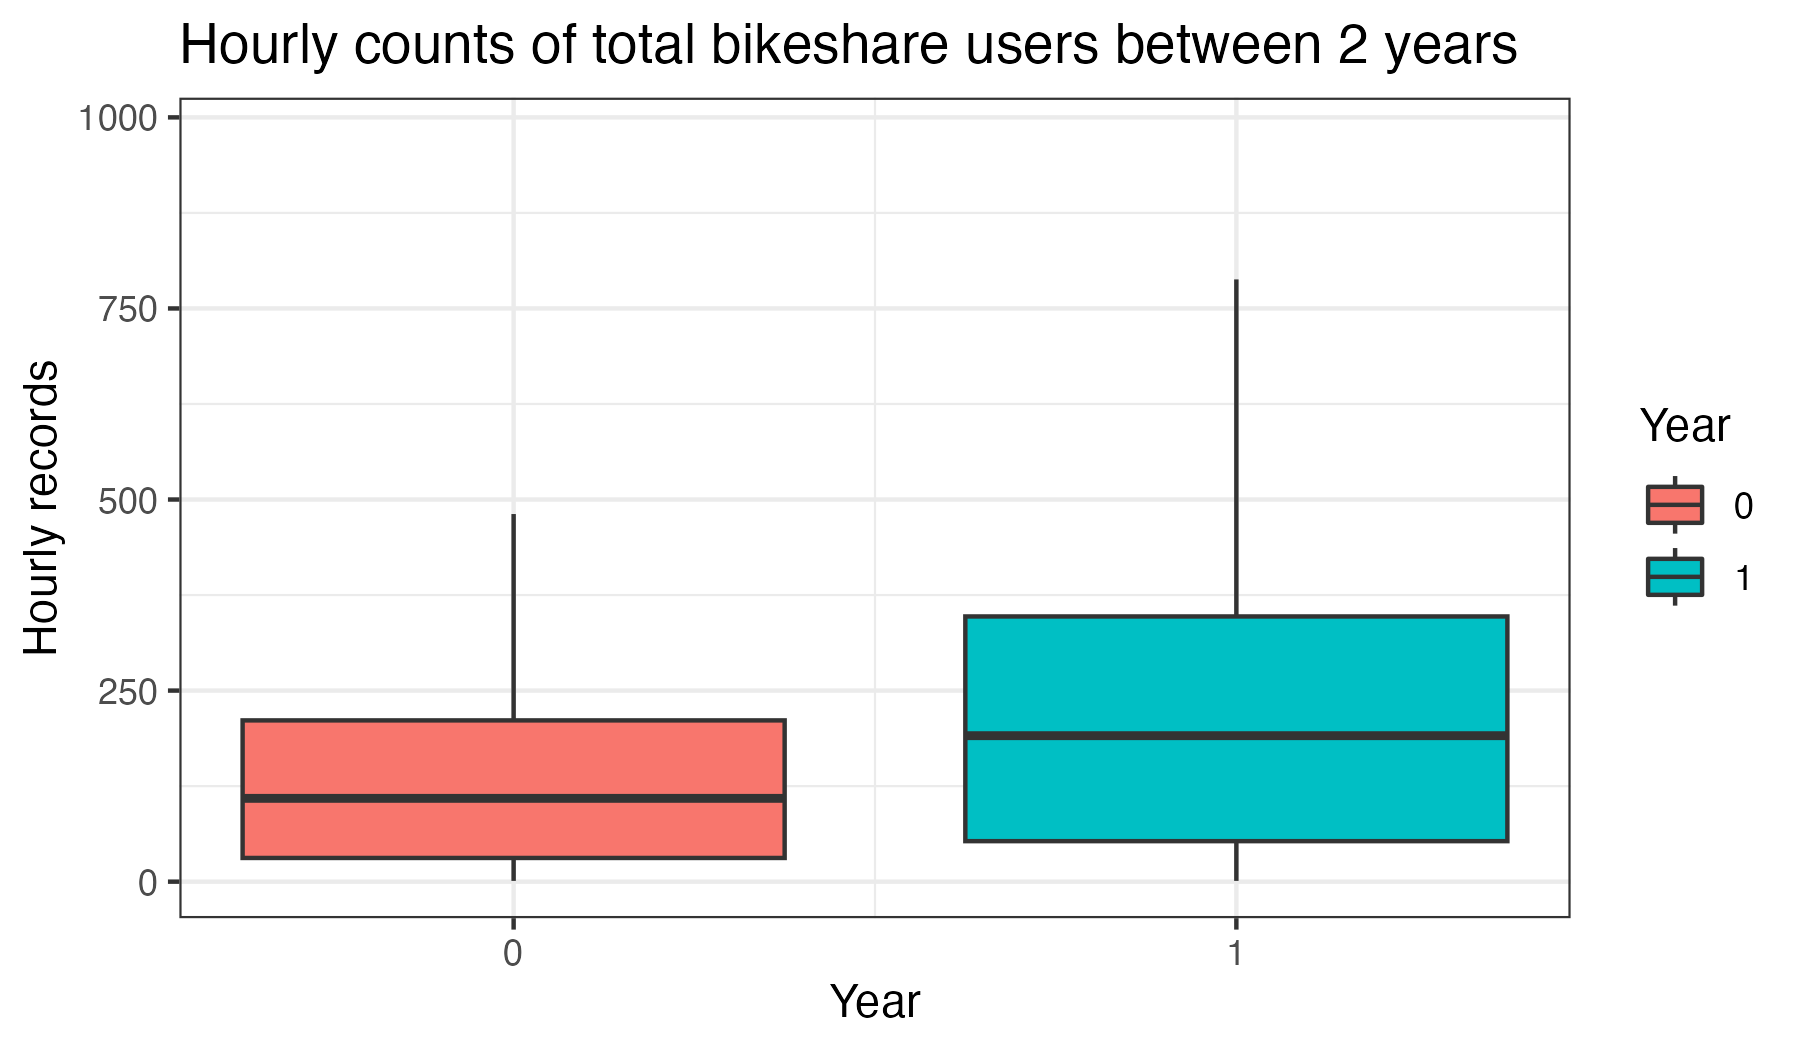 Hourly counts of total bikeshare users between 2 years
Hourly records
1000
750
500
250
0
0
1
Year
Year
0
1